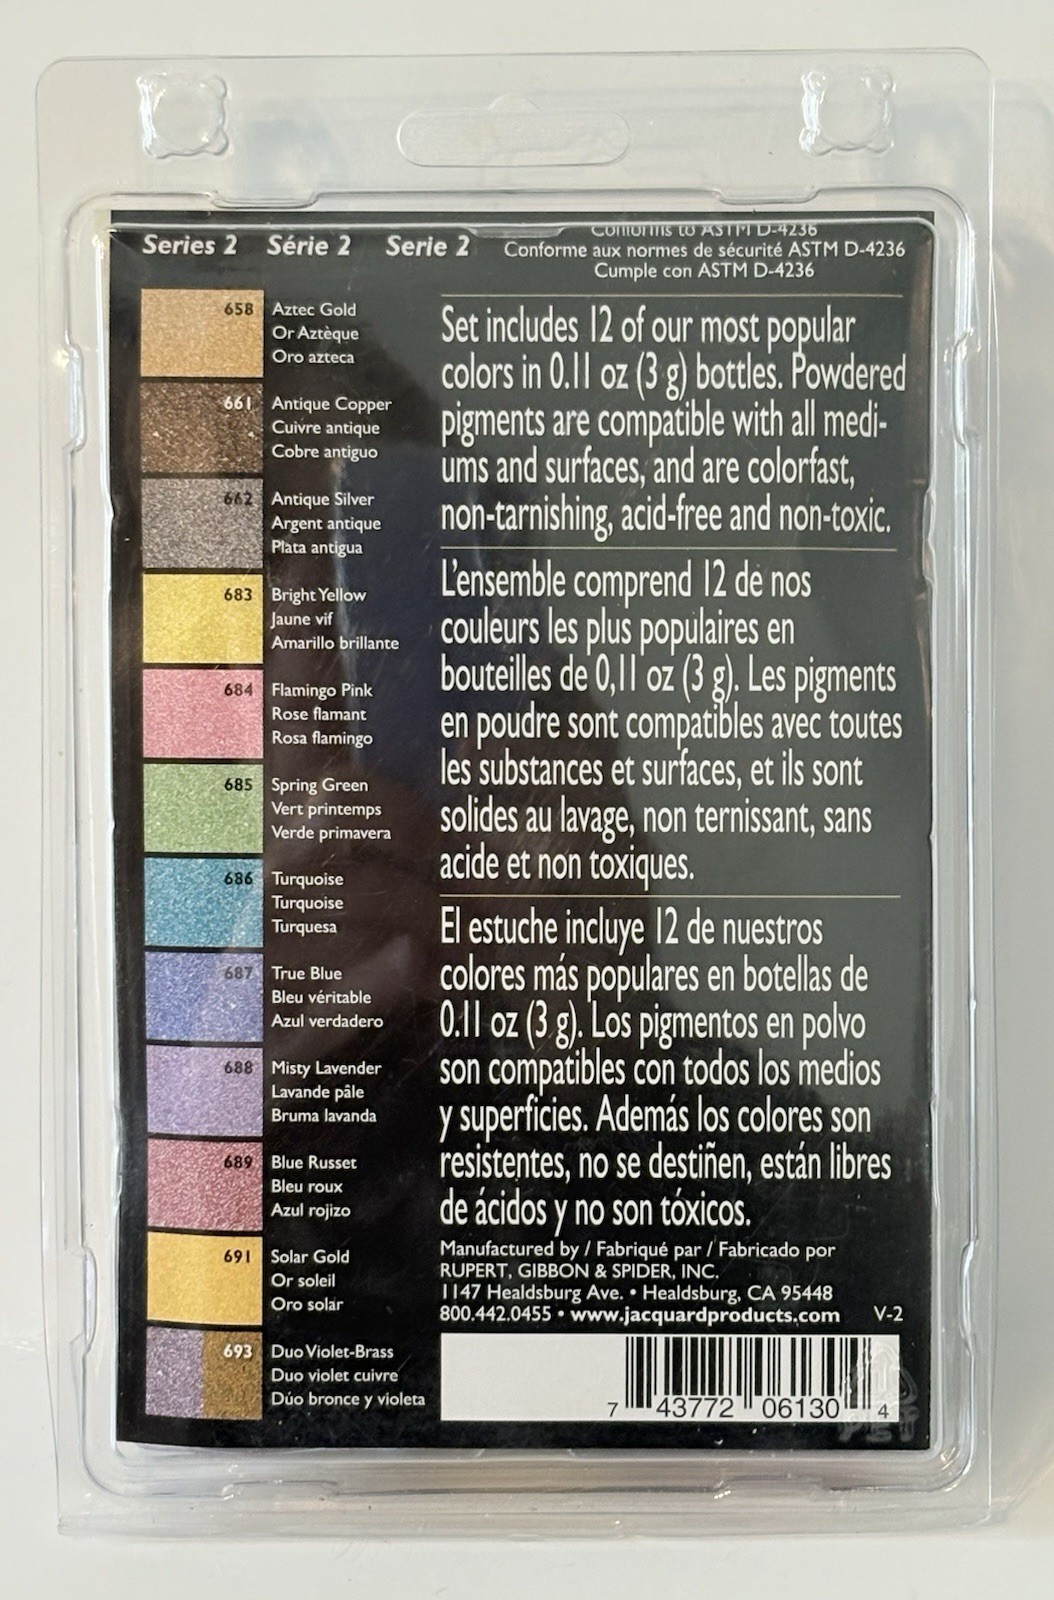 Series 2 Série 2 Serie 2
Conforms to ASTM D-4236
Conforme aux normes de sécurité ASTM D-4236
Cumple con ASTM D-4236
658 Aztec Gold
Or Aztèque
Oro azteca
661 Antique Copper
Cuivre antique
Cobre antiguo
662 Antique Silver
Argent antique
Plata antigua
683 Bright Yellow
Jaune vif
Amarillo brillante
684 Flamingo Pink
Rose flamant
Rosa flamingo
685 Spring Green
Vert printemps
Verde primavera
686 Turquoise
Turquoise
Turquesa
687 True Blue
Bleu véritable
Azul verdadero
688 Misty Lavender
Lavande pâle
Bruma lavanda
689 Blue Russet
Bleu roux
Azul rojizo
691 Solar Gold
Or soleil
Oro solar
693 Duo Violet-Brass
Duo violet cuivre
Dúo bronce y violeta
Set includes 12 of our most popular
colors in 0.11 oz (3 g) bottles. Powdered
pigments are compatible with all medi-
ums and surfaces, and are colorfast,
non-tarnishing, acid-free and non-toxic.
L'ensemble comprend 12 de nos
couleurs les plus populaires en
bouteilles de 0,11 oz (3 g). Les pigments
en poudre sont compatibles avec toutes
les substances et surfaces, et ils sont
solides au lavage, non ternissant, sans
acide et non toxiques.
El estuche incluye 12 de nuestros
colores más populares en botellas de
0.11 oz (3 g). Los pigmentos en polvo
son compatibles con todos los medios
y superficies. Además los colores son
resistentes, no se destiñen, están libres
de ácidos y no son tóxicos.
Manufactured by / Fabriqué par / Fabricado por
RUPERT, GIBBON & SPIDER, INC.
1147 Healdsburg Ave. • Healdsburg, CA 95448
800.442.0455 • www.jacquardproducts.com V-2
7 43772 06130 4
1
PET